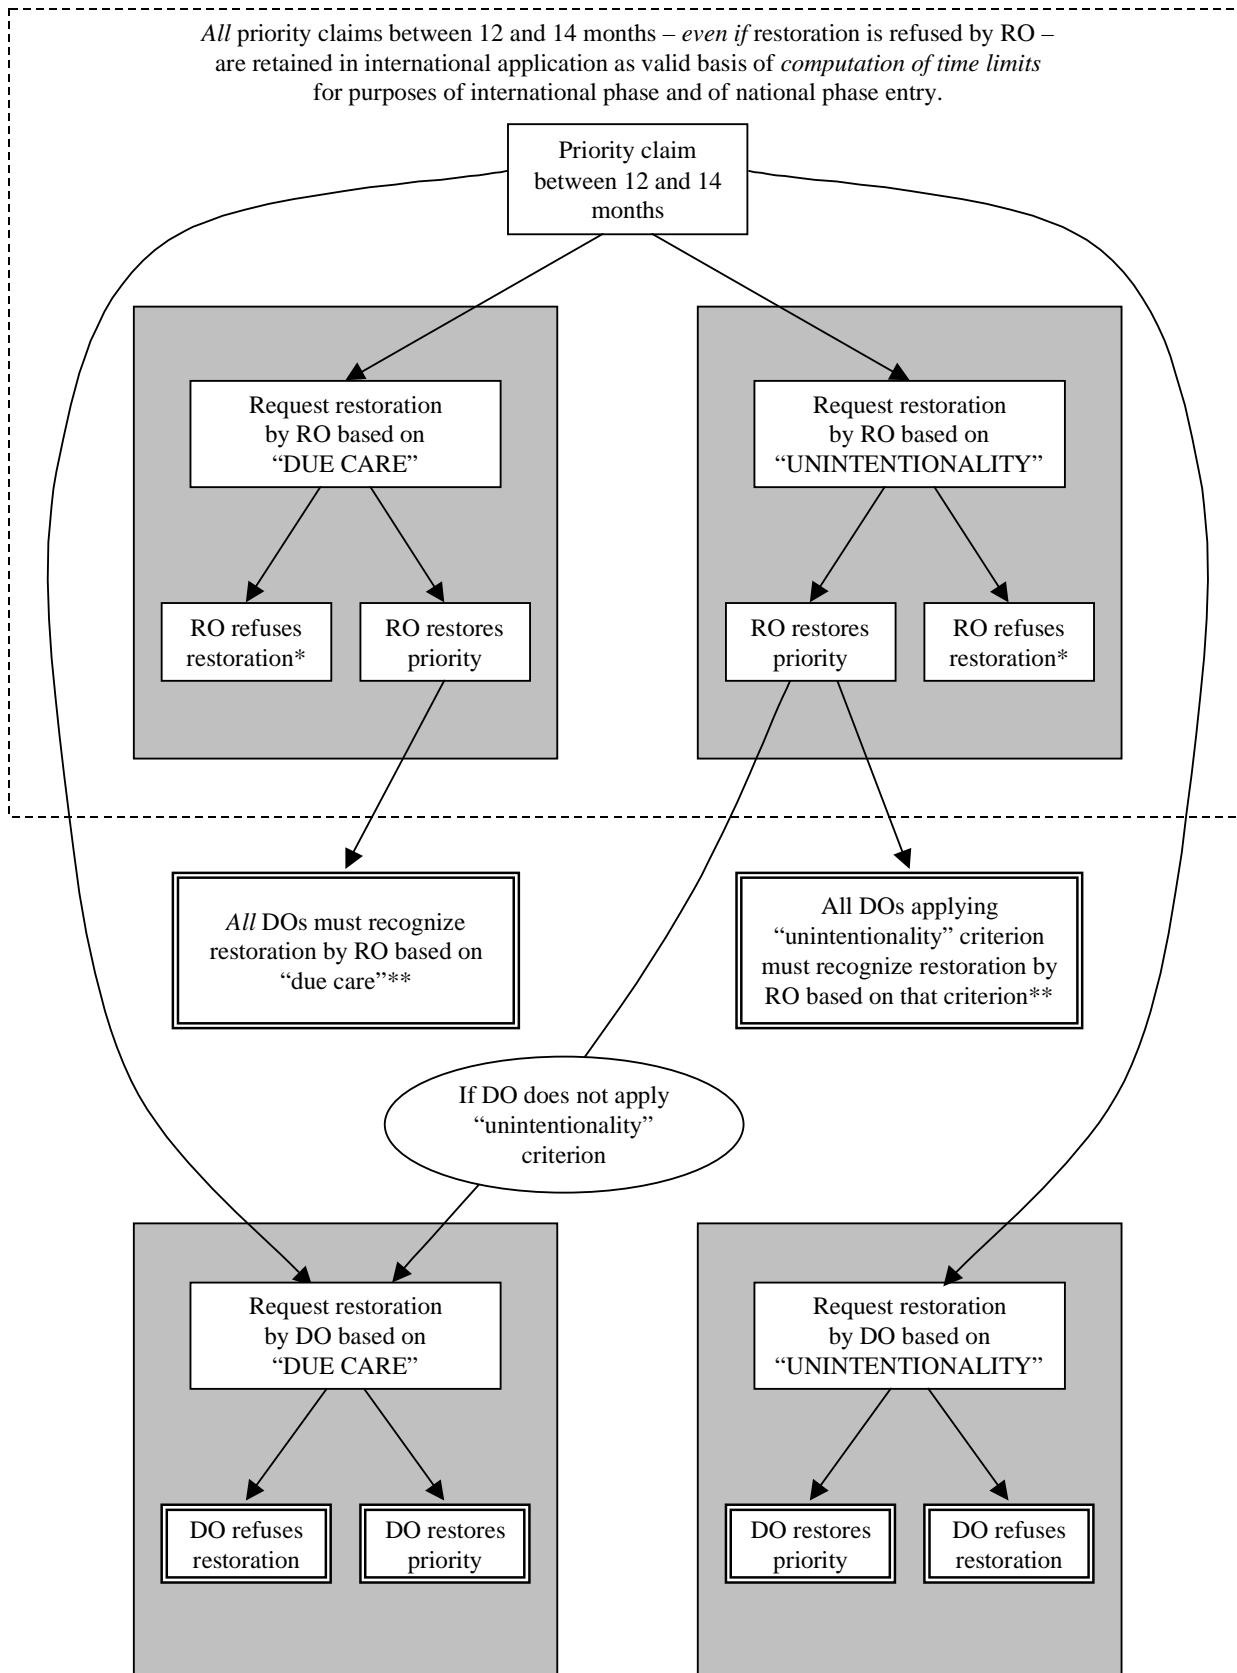 All priority claims between 12 and 14 months – even if restoration is refused by RO –
are retained in international application as valid basis of computation of time limits
for purposes of international phase and of national phase entry.
Priority claim
between 12 and 14
months
Request restoration
by RO based on
“DUE CARE”
Request restoration
by RO based on
“UNINTENTIONALITY”
RO refuses
restoration*
RO restores
priority
RO restores
priority
RO refuses
restoration*
All DOs must recognize
restoration by RO based on
“due care”**
All DOs applying
“unintentionality” criterion
must recognize restoration by
RO based on that criterion**
If DO does not apply
“unintentionality”
criterion
Request restoration
by DO based on
“DUE CARE”
Request restoration
by DO based on
“UNINTENTIONALITY”
DO refuses
restoration
DO restores
priority
DO restores
priority
DO refuses
restoration